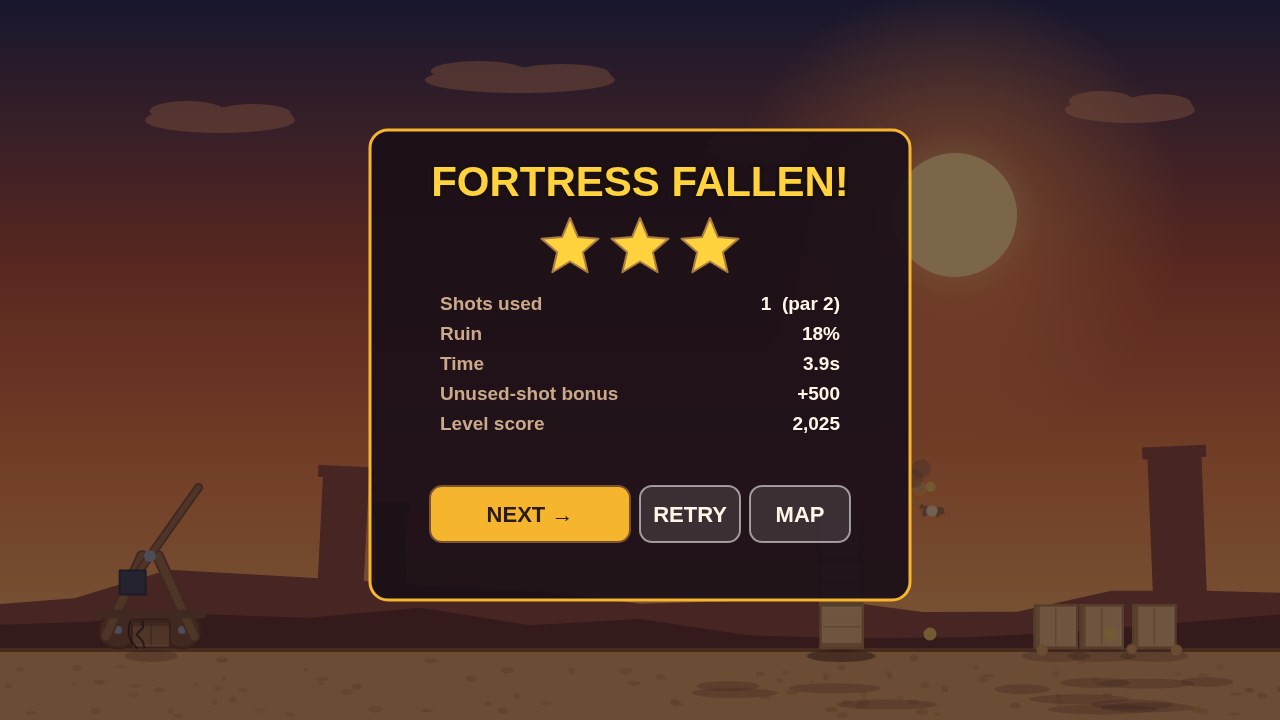 FORTRESS FALLEN!
Shots used 1 (par 2)
Ruin 18%
Time 3.9s
Unused-shot bonus +500
Level score 2,025
NEXT → RETRY MAP